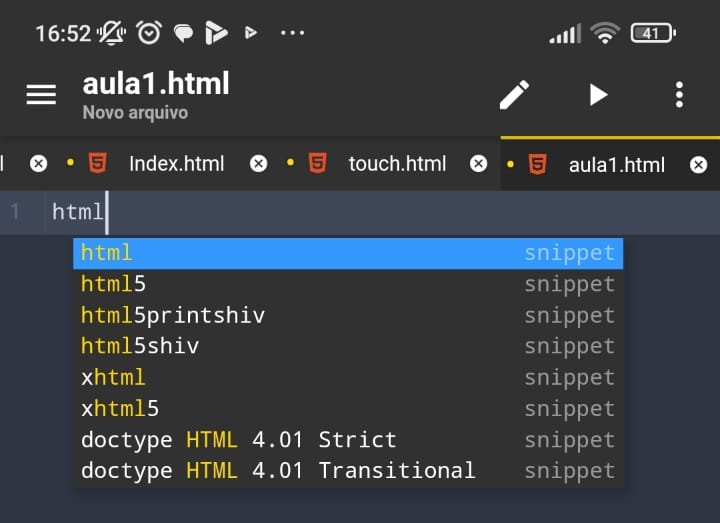 16:52 41
aula1.html
Novo arquivo
l Index.html touch.html aula1.html
1 html
html snippet
html5 snippet
html5printshiv snippet
html5shiv snippet
xhtml snippet
xhtml5 snippet
doctype HTML 4.01 Strict snippet
doctype HTML 4.01 Transitional snippet